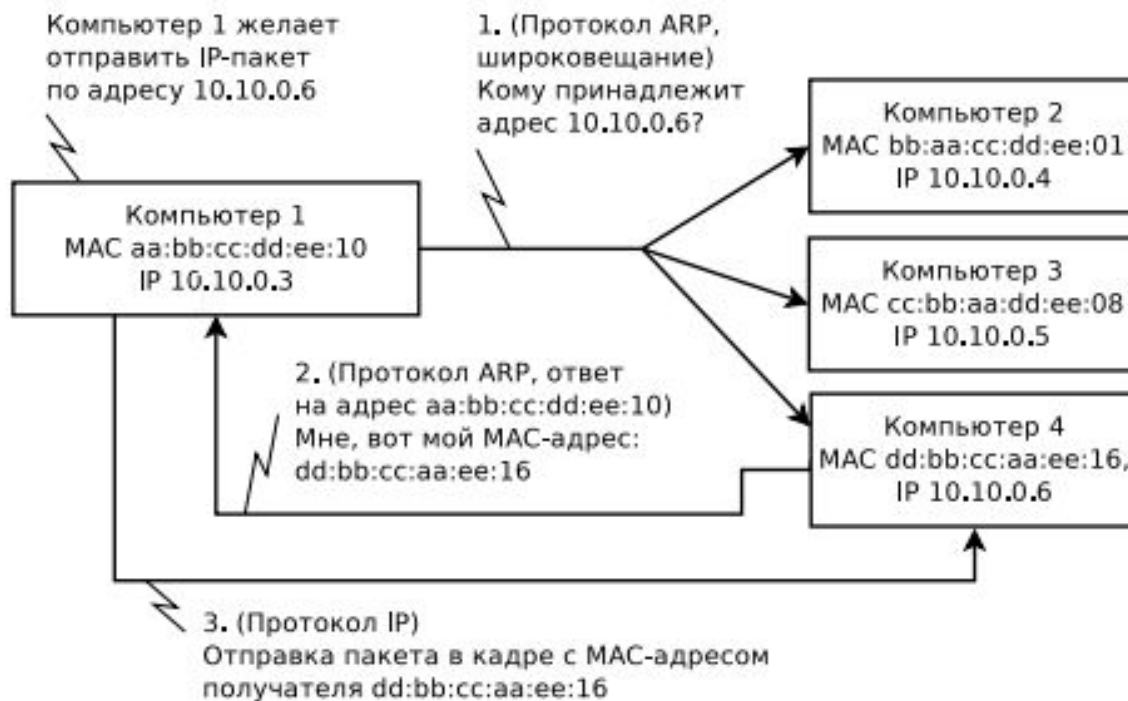 Компьютер 1 желает
отправить IP-пакет
по адресу 10.10.0.6
1. (Протокол ARP,
широковещание)
Кому принадлежит
адрес 10.10.0.6?
Компьютер 2
MAC bb:aa:cc:dd:ee:01
IP 10.10.0.4
Компьютер 1
MAC aa:bb:cc:dd:ee:10
IP 10.10.0.3
Компьютер 3
MAC cc:bb:aa:dd:ee:08
IP 10.10.0.5
2. (Протокол ARP, ответ
на адрес aa:bb:cc:dd:ee:10)
Мне, вот мой MAC-адрес:
dd:bb:cc:aa:ee:16
Компьютер 4
MAC dd:bb:cc:aa:ee:16,
IP 10.10.0.6
3. (Протокол IP)
Отправка пакета в кадре с MAC-адресом
получателя dd:bb:cc:aa:ee:16